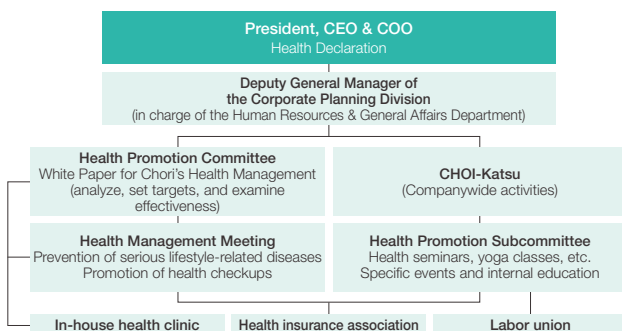 President, CEO & COO
Health Declaration
Deputy General Manager of
the Corporate Planning Division
(in charge of the Human Resources & General Affairs Department)
Health Promotion Committee
White Paper for Chori's Health Management
(analyze, set targets, and examine
effectiveness)
CHOI-Katsu
(Companywide activities)
Health Management Meeting
Prevention of serious lifestyle-related diseases
Promotion of health checkups
Health Promotion Subcommittee
Health seminars, yoga classes, etc.
Specific events and internal education
In-house health clinic
Health insurance association
Labor union